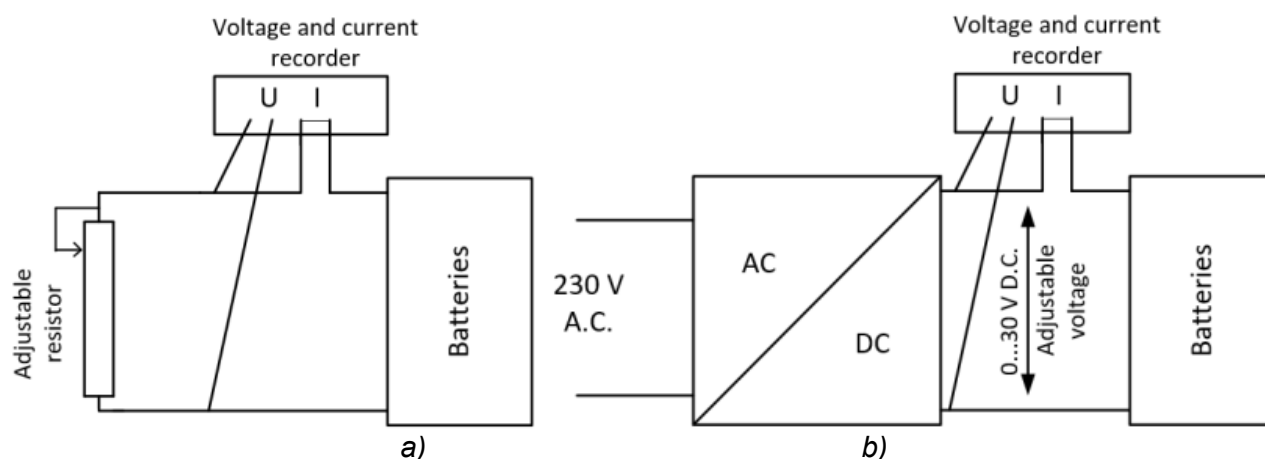 Voltage and current
recorder
U I
Adjustable
resistor
Batteries
a)
Voltage and current
recorder
U I
230 V
A.C.
AC
DC
0...30 V D.C.
Adjustable
voltage
Batteries
b)